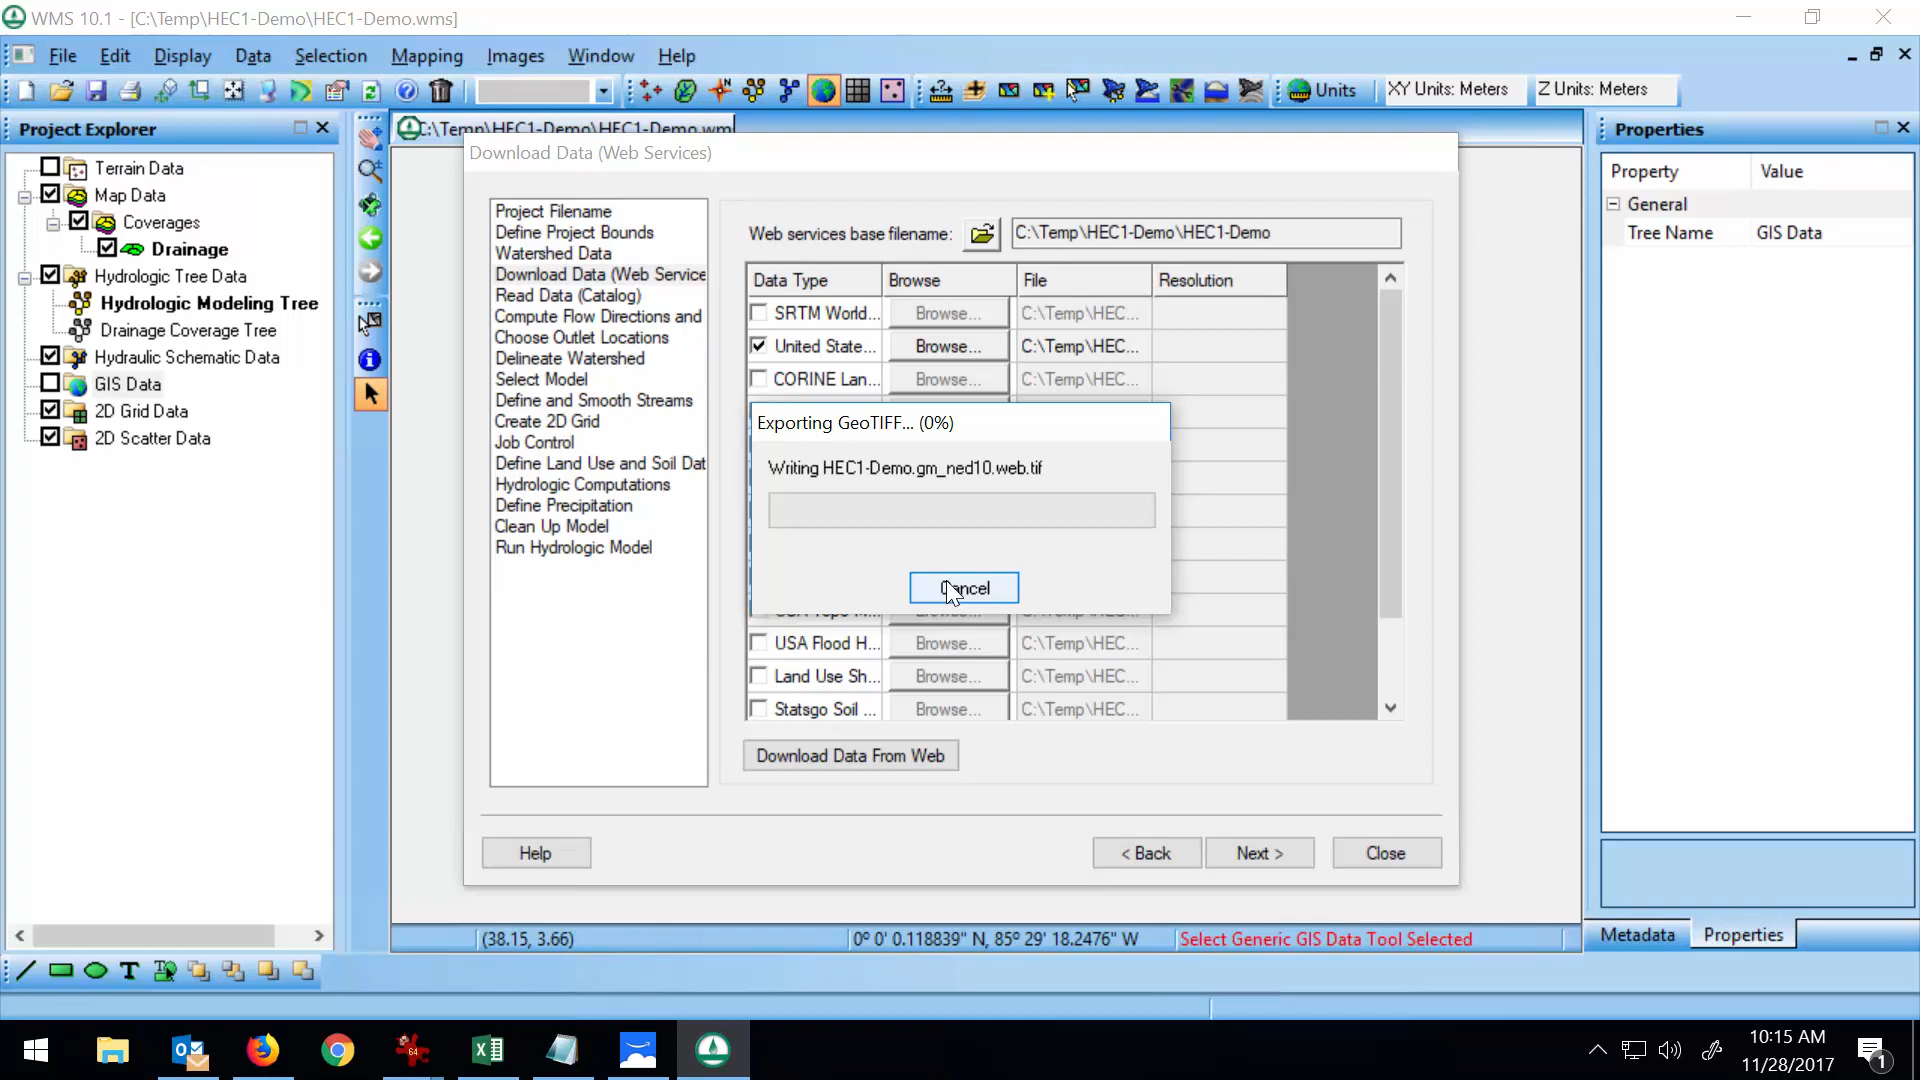 WMS 10.1 - [C:\Temp\HEC1-Demo\HEC1-Demo.wms]
File Edit Display Data Selection Mapping Images Window Help
Units XY Units: Meters Z Units: Meters
Project Explorer
Terrain Data
Map Data
Coverages
Drainage
Hydrologic Tree Data
Hydrologic Modeling Tree
Drainage Coverage Tree
Hydraulic Schematic Data
GIS Data
2D Grid Data
2D Scatter Data
C:\Temp\HEC1-Demo\HEC1-Demo.wm
Download Data (Web Services)
Project Filename
Define Project Bounds
Watershed Data
Download Data (Web Service
Read Data (Catalog)
Compute Flow Directions and
Choose Outlet Locations
Delineate Watershed
Select Model
Define and Smooth Streams
Create 2D Grid
Job Control
Define Land Use and Soil Dat
Hydrologic Computations
Define Precipitation
Clean Up Model
Run Hydrologic Model
Web services base filename: C:\Temp\HEC1-Demo\HEC1-Demo
Data Type Browse File Resolution
SRTM World... Browse... C:\Temp\HEC...
United State... Browse... C:\Temp\HEC...
CORINE Lan... Browse... C:\Temp\HEC...
Exporting GeoTIFF... (0%)
Writing HEC1-Demo.gm_ned10.web.tif
Cancel
USA Flood H... Browse... C:\Temp\HEC...
Land Use Sh... Browse... C:\Temp\HEC...
Statsgo Soil ... Browse... C:\Temp\HEC...
Download Data From Web
Help < Back Next > Close
Properties
Property Value
General
Tree Name GIS Data
Metadata Properties
(38.15, 3.66) 0º 0' 0.118839" N, 85º 29' 18.2476" W Select Generic GIS Data Tool Selected
T
64
10:15 AM
11/28/2017
1